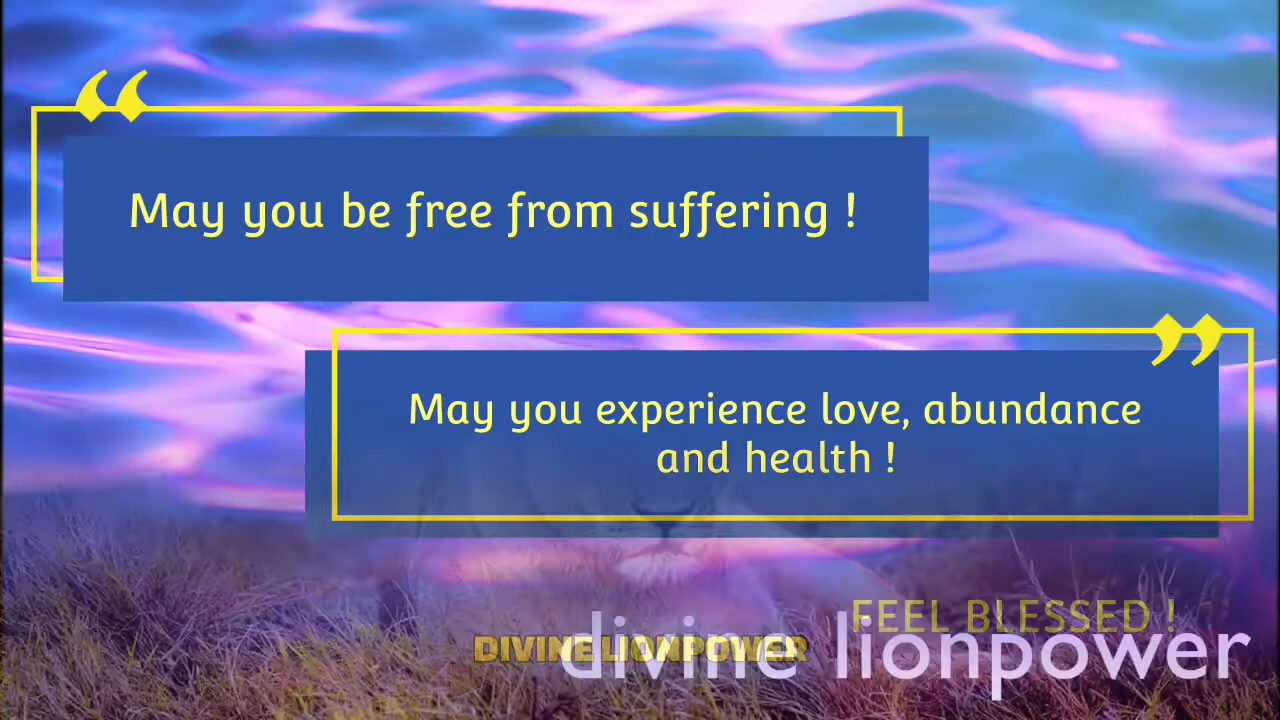 “
May you be free from suffering !
”
May you experience love, abundance
and health !
FEEL BLESSED !
DIVINE LIONPOWER
divine lionpower